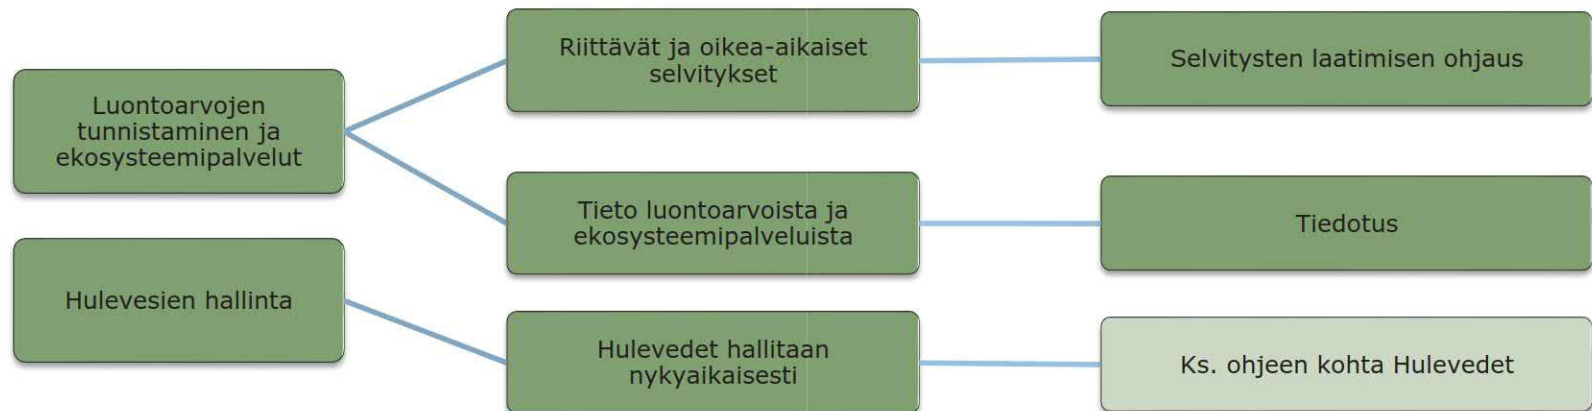 Luontoarvojen
tunnistaminen ja
ekosysteemipalvelut
Riittävät ja oikea-aikaiset
selvitykset
Selvitysten laatimisen ohjaus
Tieto luontoarvoista ja
ekosysteemipalveluista
Tiedotus
Hulevesien hallinta
Hulevedet hallitaan
nykyaikaisesti
Ks. ohjeen kohta Hulevedet